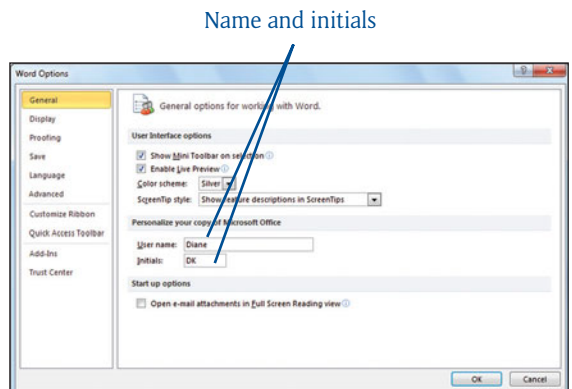 Name and initials
Word Options
General
Display
Proofing
Save
Language
Advanced
Customize Ribbon
Quick Access Toolbar
Add-Ins
Trust Center
General options for working with Word.
User Interface options
Show Mini Toolbar on selection
Enable Live Preview
Color scheme: Silver
ScreenTip style: Show feature descriptions in ScreenTips
Personalize your copy of Microsoft Office
User name: Diane
Initials: DK
Start up options
Open e-mail attachments in Full Screen Reading view
OK Cancel